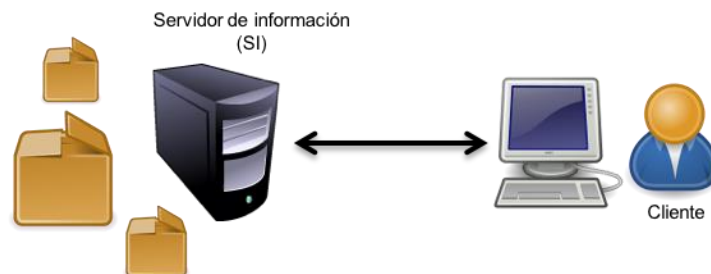 Servidor de información
(SI)
Cliente